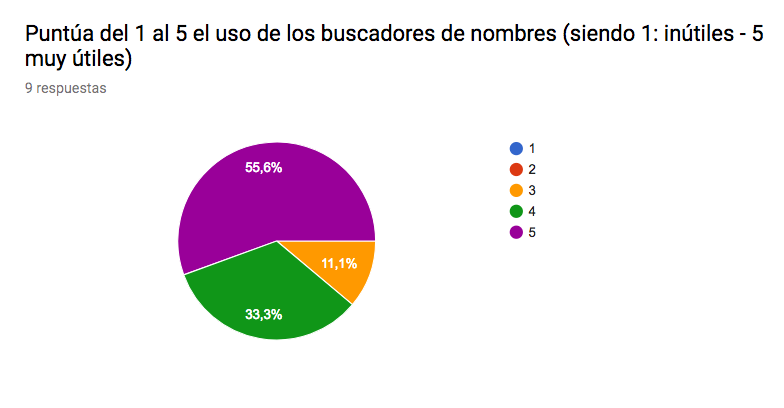 Puntúa del 1 al 5 el uso de los buscadores de nombres (siendo 1: inútiles - 5
muy útiles)
9 respuestas
55,6%
11,1%
33,3%
1
2
3
4
5